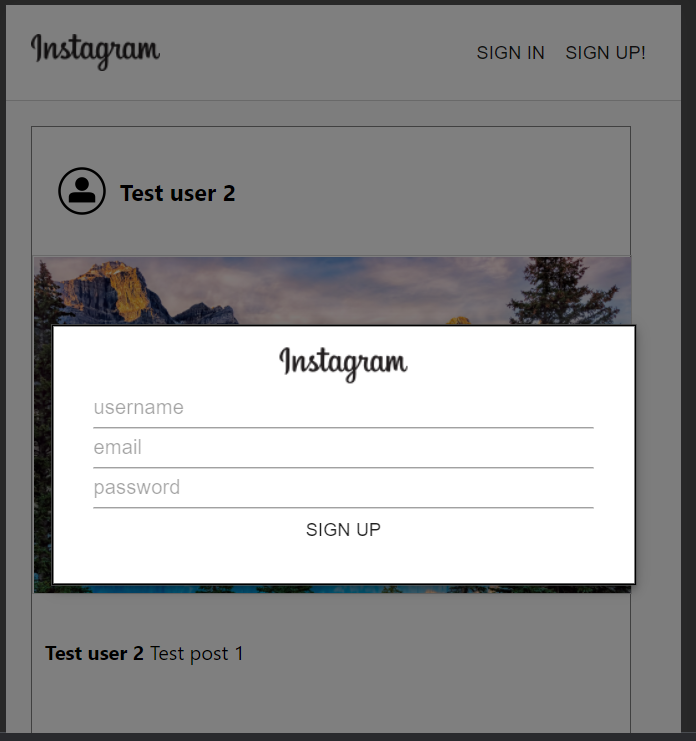 Instagram
SIGN IN SIGN UP!
Test user 2
Instagram
username
email
password
SIGN UP
Test user 2 Test post 1